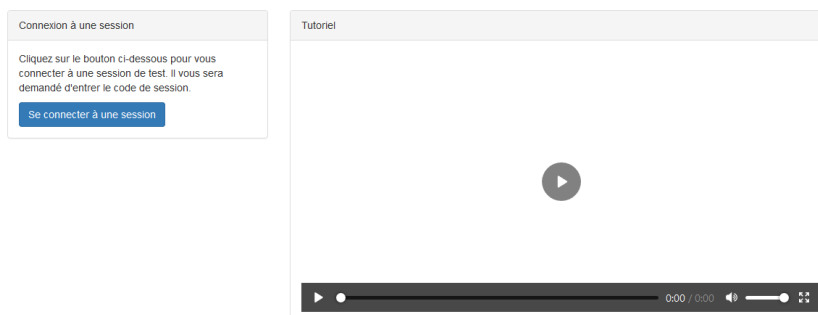 Connexion à une session
Cliquez sur le bouton ci-dessous pour vous
connecter à une session de test. Il vous sera
demandé d'entrer le code de session.
Se connecter à une session
Tutoriel
0:00 / 0:00